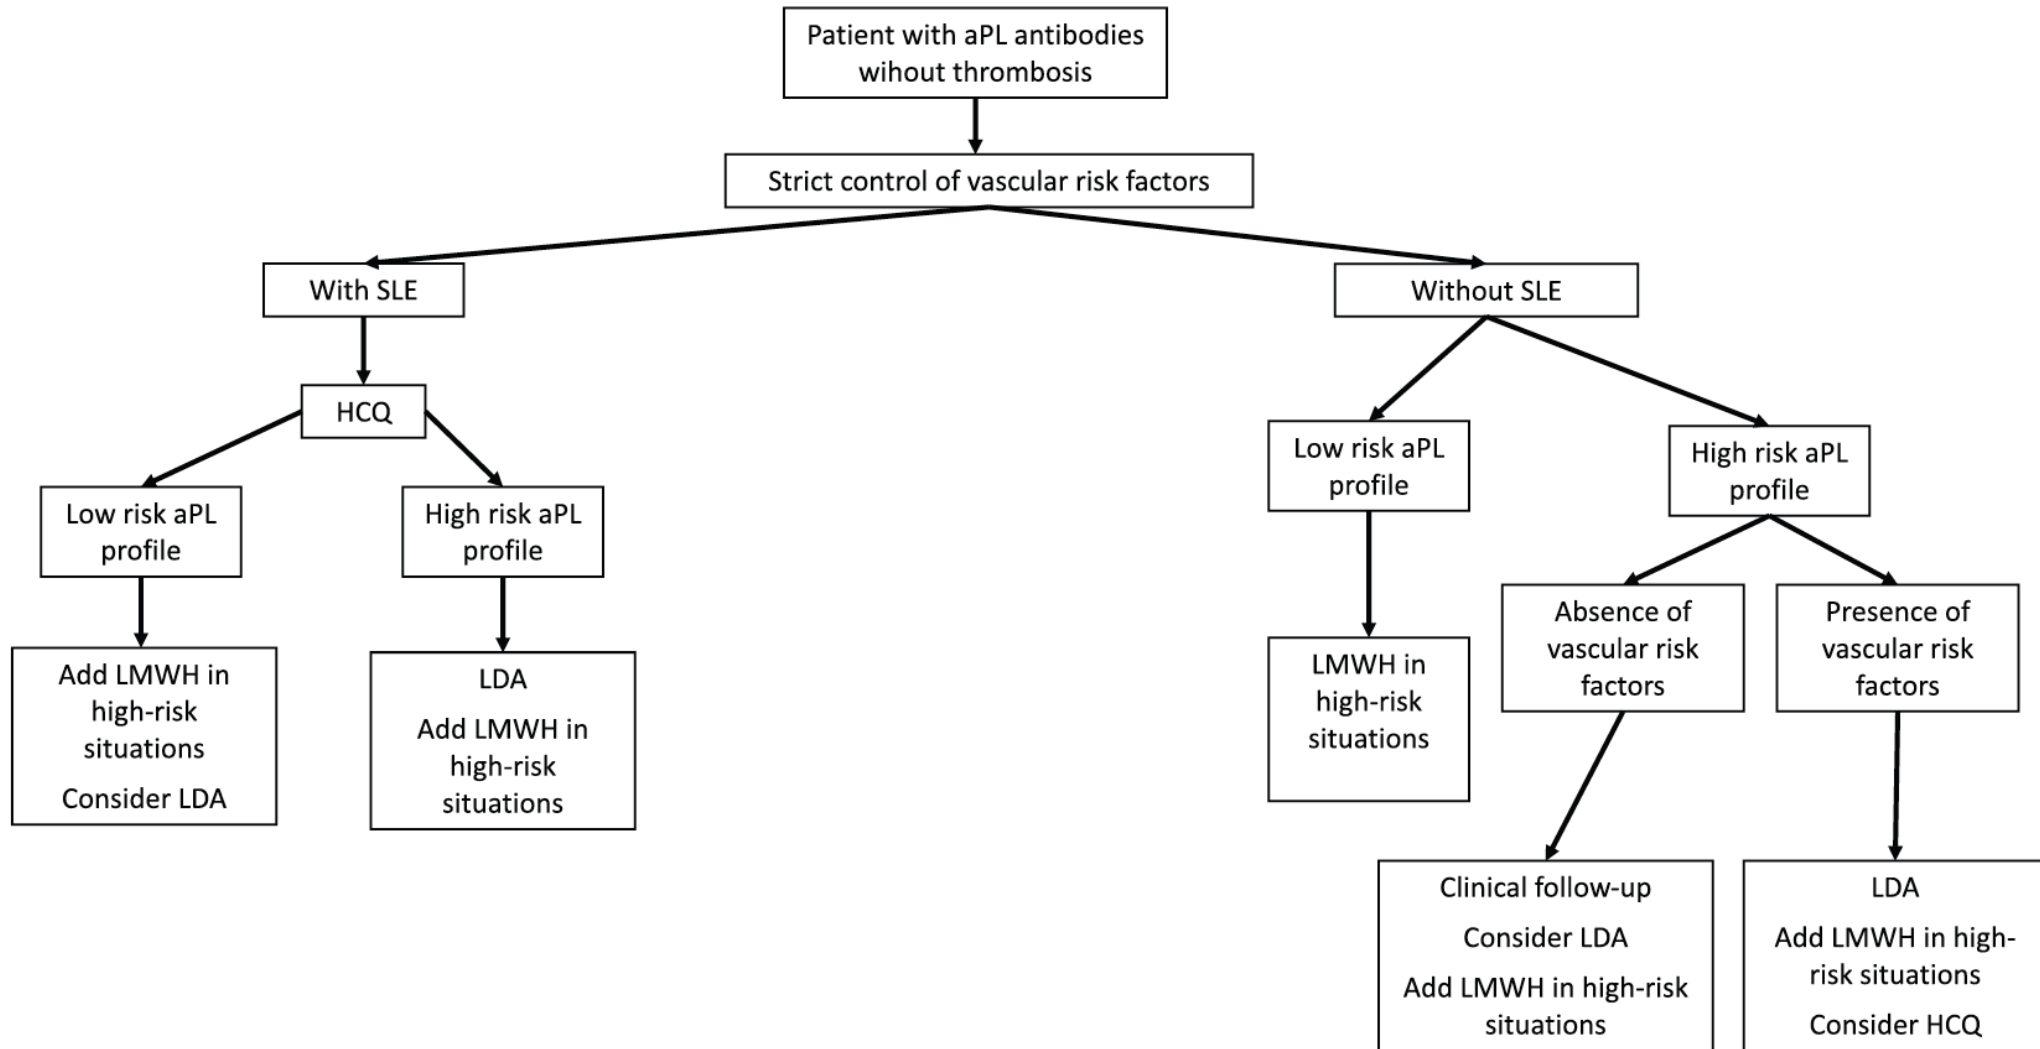 Patient with aPL antibodies
wihout thrombosis
Strict control of vascular risk factors
With SLE
Without SLE
HCQ
Low risk aPL
profile
High risk aPL
profile
Low risk aPL
profile
High risk aPL
profile
Add LMWH in
high-risk
situations
Consider LDA
LDA
Add LMWH in
high-risk
situations
LMWH in
high-risk
situations
Absence of
vascular risk
factors
Presence of
vascular risk
factors
Clinical follow-up
Consider LDA
Add LMWH in high-risk
situations
LDA
Add LMWH in high-
risk situations
Consider HCQ